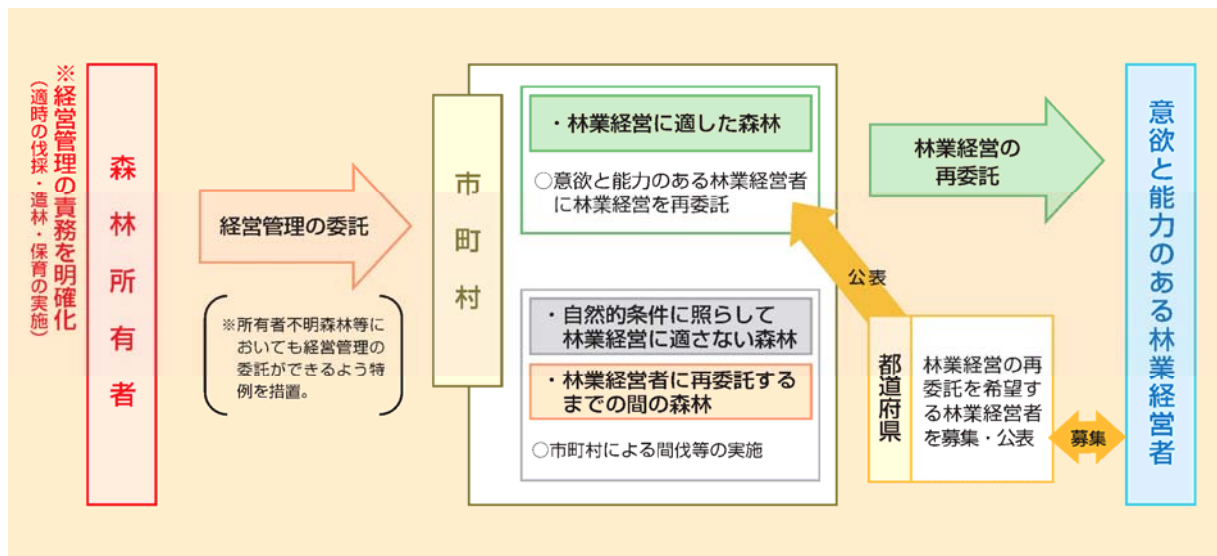 ※経営管理の責務を明確化
（適時の伐採・造林・保育の実施）
森林所有者
経営管理の委託
※所有者不明森林等に
おいても経営管理の
委託ができるよう特
例を措置。
市町村
・林業経営に適した森林
○意欲と能力のある林業経営者
に林業経営を再委託
・自然的条件に照らして
林業経営に適さない森林
・林業経営者に再委託する
までの間の森林
○市町村による間伐等の実施
林業経営の
再委託
公表
都道府県
林業経営の再
委託を希望す
る林業経営者
を募集・公表
募集
意欲と能力のある林業経営者